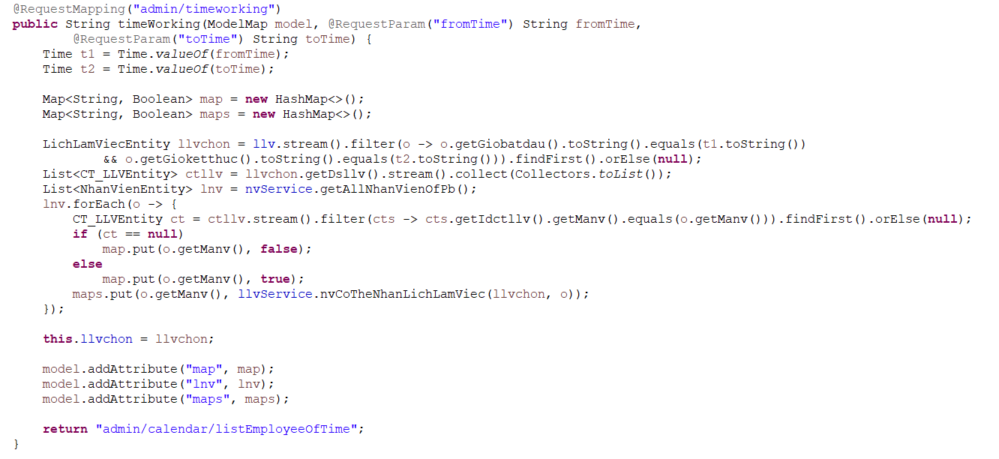 @RequestMapping("admin/timeworking")
public String timeWorking(ModelMap model, @RequestParam("fromTime") String fromTime,
        @RequestParam("toTime") String toTime) {
    Time t1 = Time.valueOf(fromTime);
    Time t2 = Time.valueOf(toTime);

    Map<String, Boolean> map = new HashMap<>();
    Map<String, Boolean> maps = new HashMap<>();

    LichLamViecEntity llvchon = llv.stream().filter(o -> o.getGiobatdau().toString().equals(t1.toString())
            && o.getGioketthuc().toString().equals(t2.toString())).findFirst().orElse(null);
    List<CT_LLVEntity> ctllv = llvchon.getDsllv().stream().collect(Collectors.toList());
    List<NhanVienEntity> lnv = nvService.getAllNhanVienOfPb();
    lnv.forEach(o -> {
        CT_LLVEntity ct = ctllv.stream().filter(cts -> cts.getIdctllv().getManv().equals(o.getManv())).findFirst().orElse(null);
        if (ct == null)
            map.put(o.getManv(), false);
        else
            map.put(o.getManv(), true);
        maps.put(o.getManv(), llvService.nvCoTheNhanLichLamViec(llvchon, o));
    });

    this.llvchon = llvchon;

    model.addAttribute("map", map);
    model.addAttribute("lnv", lnv);
    model.addAttribute("maps", maps);

    return "admin/calendar/listEmployeeOfTime";
}